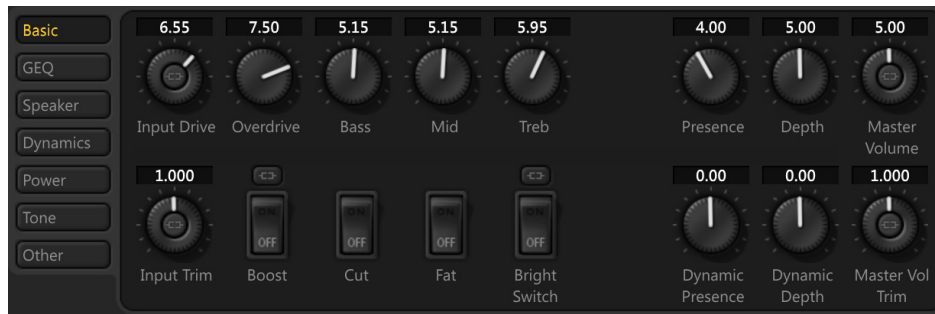 Basic
GEQ
Speaker
Dynamics
Power
Tone
Other
6.55 7.50 5.15 5.15 5.95 4.00 5.00 5.00
Input Drive Overdrive Bass Mid Treb Presence Depth Master
Volume
1.000 0.00 0.00 1.000
ON ON ON ON
OFF OFF OFF OFF
Input Trim Boost Cut Fat Bright Dynamic Dynamic Master Vol
Switch Presence Depth Trim